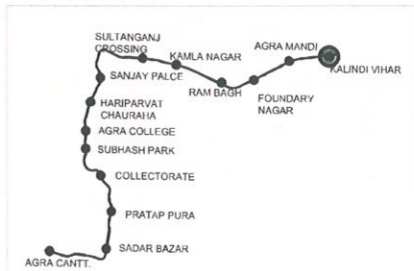 SULTANGANJ
CROSSING
KAMLA NAGAR
AGRA MANDI
KALINDI VIHAR
SANJAY PALCE
RAM BAGH
FOUNDARY
NAGAR
HARIPARVAT
CHAURAHA
AGRA COLLEGE
SUBHASH PARK
COLLECTORATE
PRATAP PURA
SADAR BAZAR
AGRA CANTT.